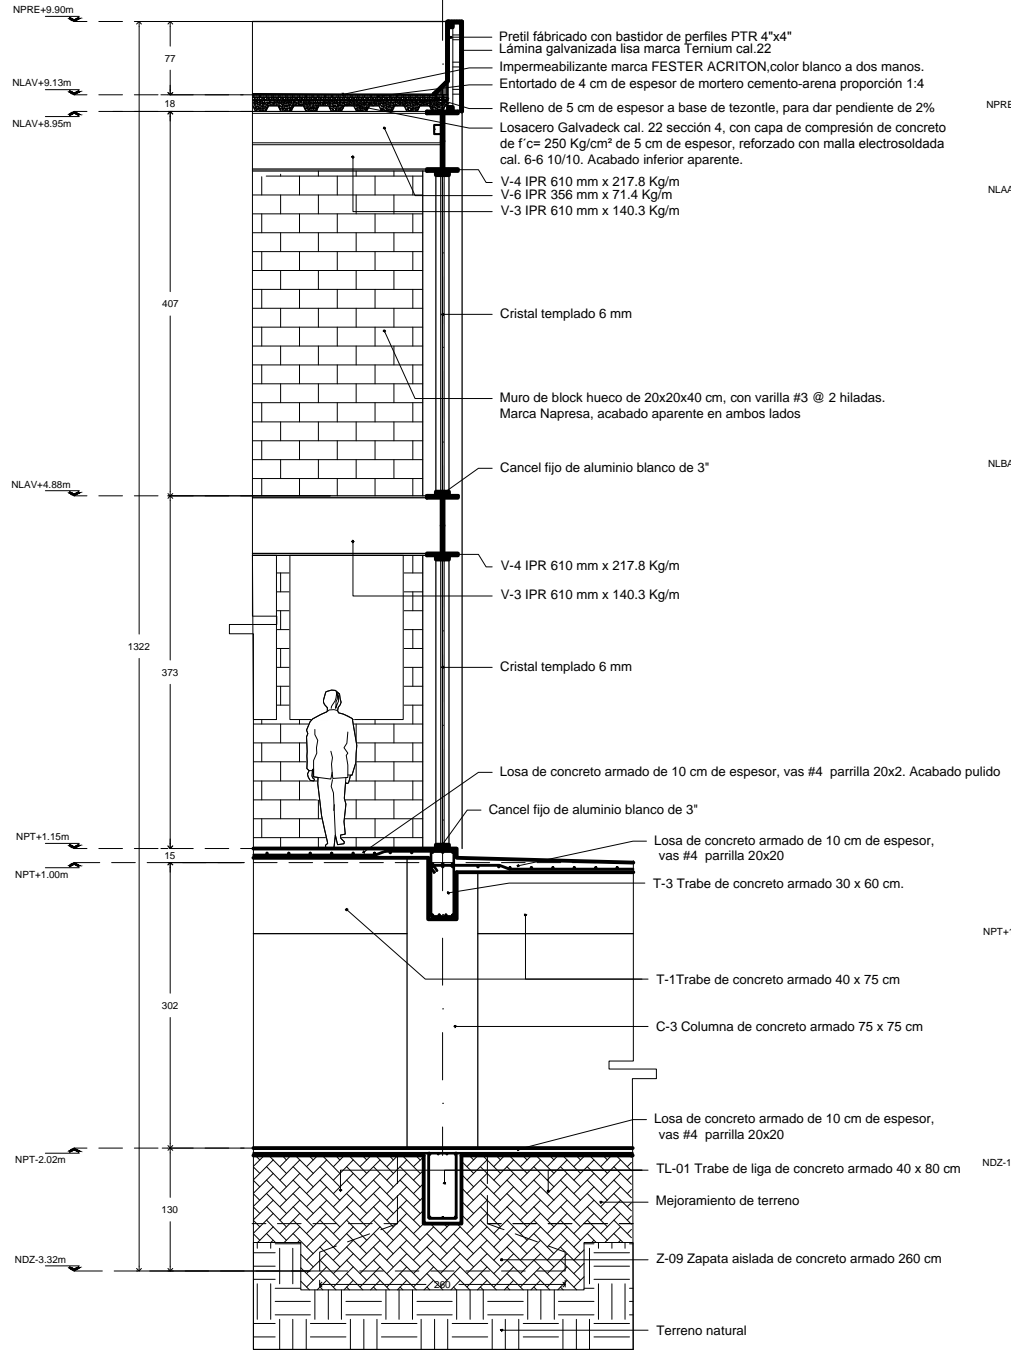 NPRE+9.90m
77
NLAV+9.13m
18
NLAV+8.95m
407
NLAV+4.88m
1322
373
NPT+1.15m
15
NPT+1.00m
302
NPT-2.02m
130
NDZ-3.32m
260
Pretil fábricado con bastidor de perfiles PTR 4"x4"
Lámina galvanizada lisa marca Ternium cal.22
Impermeabilizante marca FESTER ACRITON,color blanco a dos manos.
Entortado de 4 cm de espesor de mortero cemento-arena proporción 1:4
Relleno de 5 cm de espesor a base de tezontle, para dar pendiente de 2%
Losacero Galvadeck cal. 22 sección 4, con capa de compresión de concreto
de f´c= 250 Kg/cm² de 5 cm de espesor, reforzado con malla electrosoldada
cal. 6-6 10/10. Acabado inferior aparente.
V-4 IPR 610 mm x 217.8 Kg/m
V-6 IPR 356 mm x 71.4 Kg/m
V-3 IPR 610 mm x 140.3 Kg/m
Cristal templado 6 mm
Muro de block hueco de 20x20x40 cm, con varilla #3 @ 2 hiladas.
Marca Napresa, acabado aparente en ambos lados
Cancel fijo de aluminio blanco de 3"
V-4 IPR 610 mm x 217.8 Kg/m
V-3 IPR 610 mm x 140.3 Kg/m
Cristal templado 6 mm
Losa de concreto armado de 10 cm de espesor, vas #4 parrilla 20x2. Acabado pulido
Cancel fijo de aluminio blanco de 3"
Losa de concreto armado de 10 cm de espesor,
vas #4 parrilla 20x20
T-3 Trabe de concreto armado 30 x 60 cm.
T-1Trabe de concreto armado 40 x 75 cm
C-3 Columna de concreto armado 75 x 75 cm
Losa de concreto armado de 10 cm de espesor,
vas #4 parrilla 20x20
TL-01 Trabe de liga de concreto armado 40 x 80 cm
Mejoramiento de terreno
Z-09 Zapata aislada de concreto armado 260 cm
Terreno natural
NPRE
NLAA
NLBA
NPT+1
NDZ-1